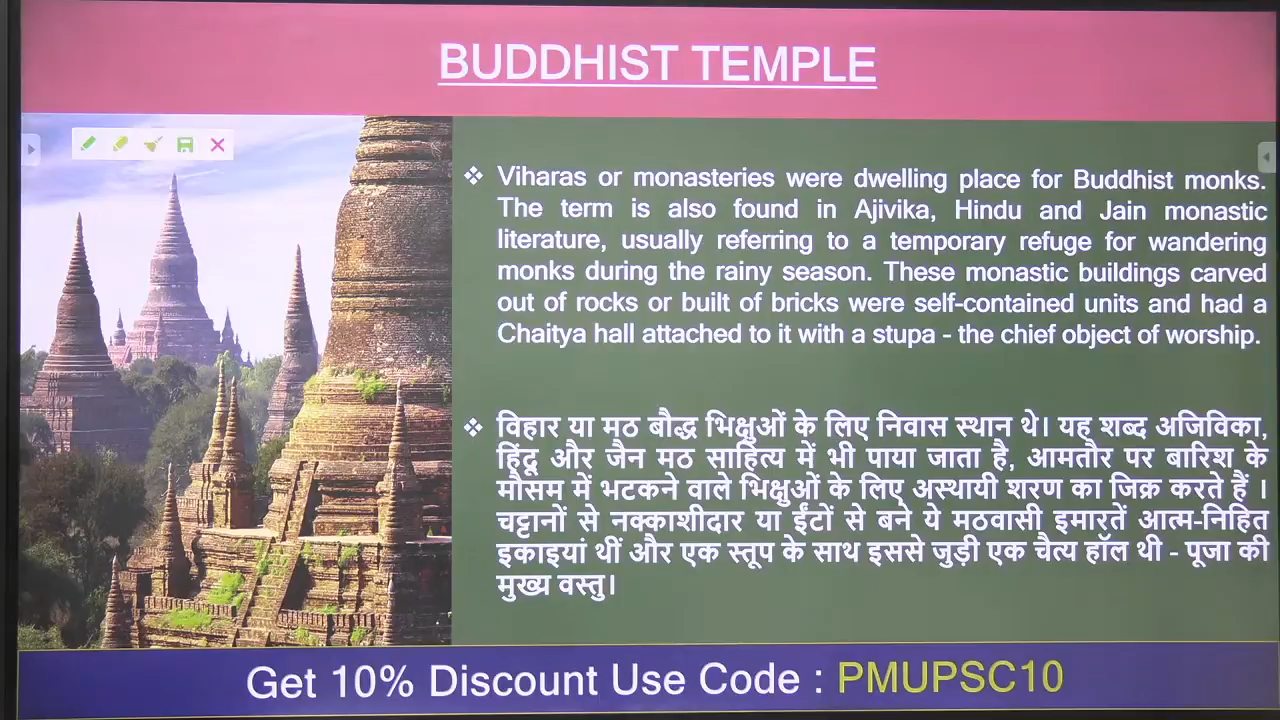 BUDDHIST TEMPLE
❖ Viharas or monasteries were dwelling place for Buddhist monks.
The term is also found in Ajivika, Hindu and Jain monastic
literature, usually referring to a temporary refuge for wandering
monks during the rainy season. These monastic buildings carved
out of rocks or built of bricks were self-contained units and had a
Chaitya hall attached to it with a stupa - the chief object of worship.
❖ विहार या मठ बौद्ध भिक्षुओं के लिए निवास स्थान थे। यह शब्द अजिविका,
हिंदू और जैन मठ साहित्य में भी पाया जाता है, आमतौर पर बारिश के
मौसम में भटकने वाले भिक्षुओं के लिए अस्थायी शरण का जिक्र करते हैं ।
चट्टानों से नक्काशीदार या ईंटों से बने ये मठवासी इमारतें आत्म-निहित
इकाइयां थीं और एक स्तूप के साथ इससे जुड़ी एक चैत्य हॉल थी - पूजा की
मुख्य वस्तु।
Get 10% Discount Use Code : PMUPSC10